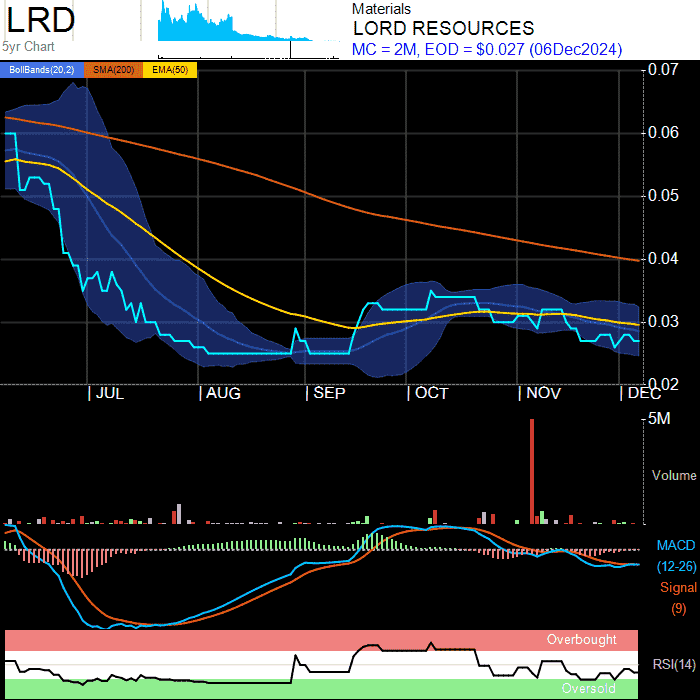 LRD
5yr Chart
Materials
LORD RESOURCES
MC = 2M, EOD = $0.027 (06Dec2024)
BollBands(20,2) SMA(200) EMA(50)
0.07
0.06
0.05
0.04
0.03
0.02
| JUL | AUG | SEP | OCT | NOV | DEC
5M
Volume
MACD
(12-26)
Signal
(9)
Overbought
RSI(14)
Oversold